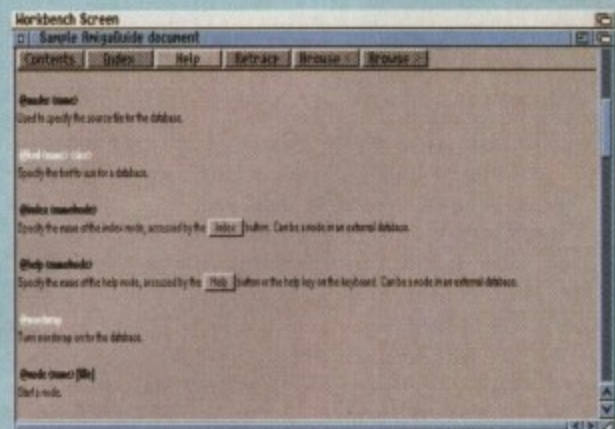 Workbench Screen
Sample AmigaGuide document
Contents Index Help Retrace Browse < Browse >
@master <name>
Used to specify the source file for the database.
@font <name> <size>
Specify the font to use for a database.
@index <name/node>
Specify the name of the index node, accessed by the Index button. Can be a node in an external database.
@help <name/node>
Specify the name of the help node, accessed by the Help button or the help key on the keyboard. Can be a node in an external database.
@wordwrap
Turn wordwrap on for the database.
@node <name> [title]
Start a node.